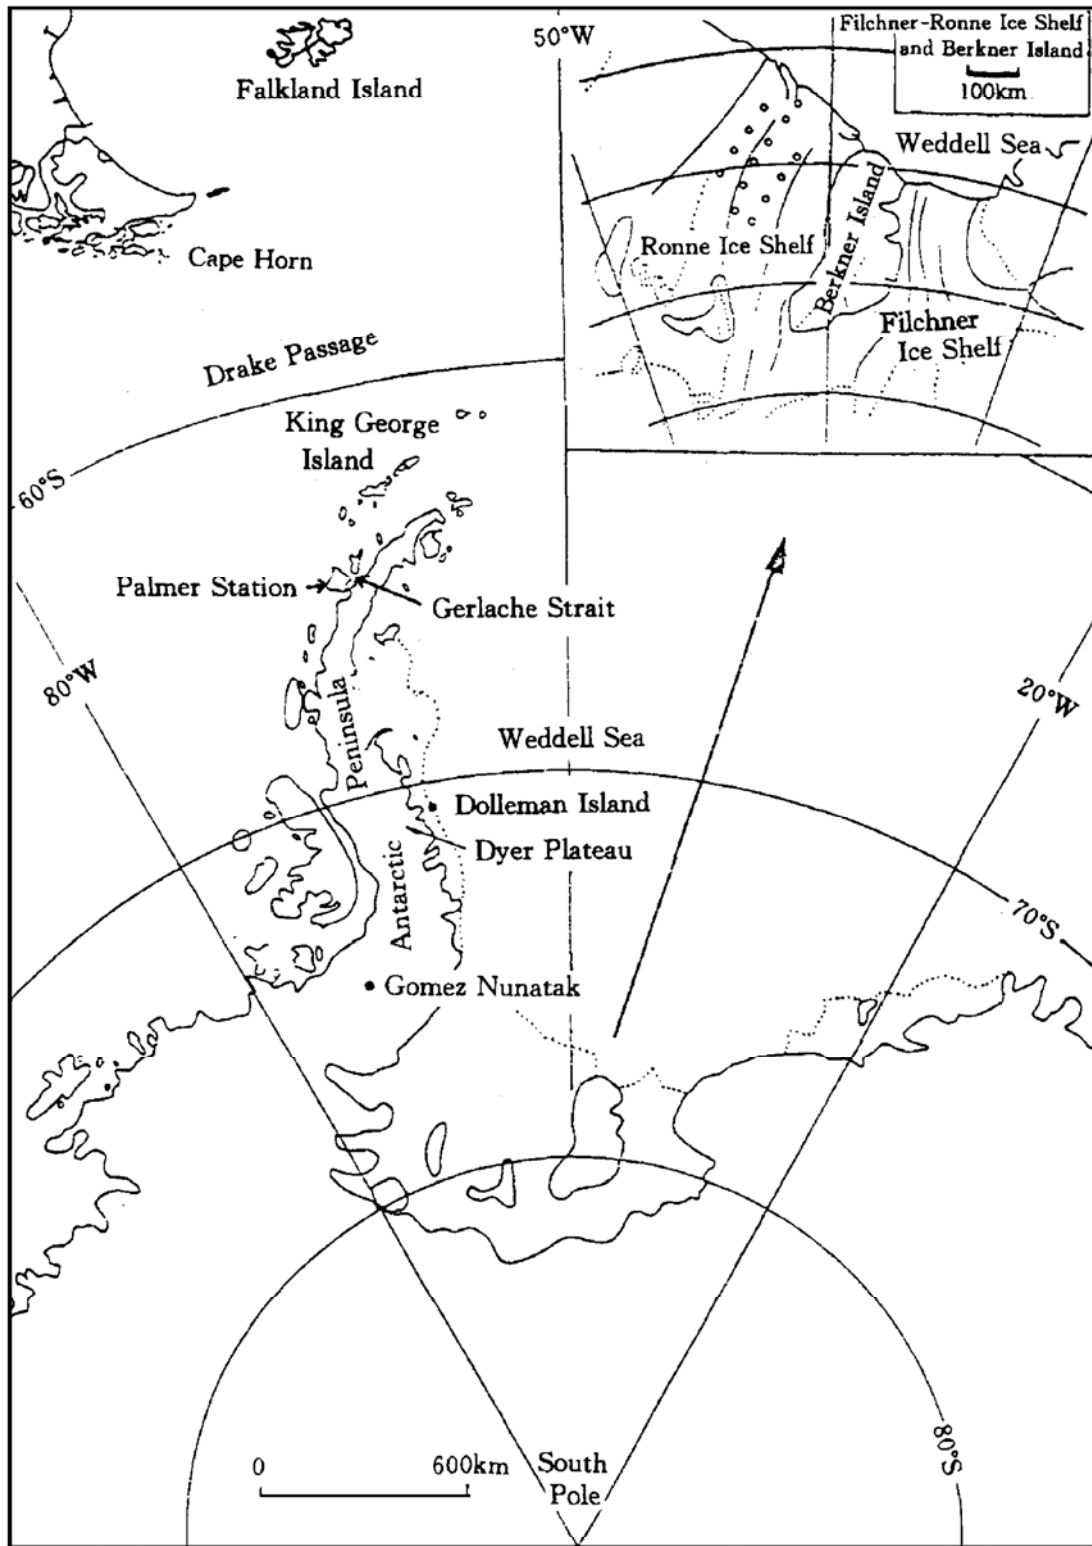 Falkland Island
50°W
Filchner-Ronne Ice Shelf
and Berkner Island
100km
Weddell Sea
Cape Horn
Ronne Ice Shelf
Berkner Island
Filchner
Ice Shelf
Drake Passage
King George
Island
60°S
Palmer Station
Gerlache Strait
80°W
20°W
Peninsula
Weddell Sea
Dolleman Island
Dyer Plateau
Antarctic
70°S
Gomez Nunatak
80°S
0 600km
South
Pole